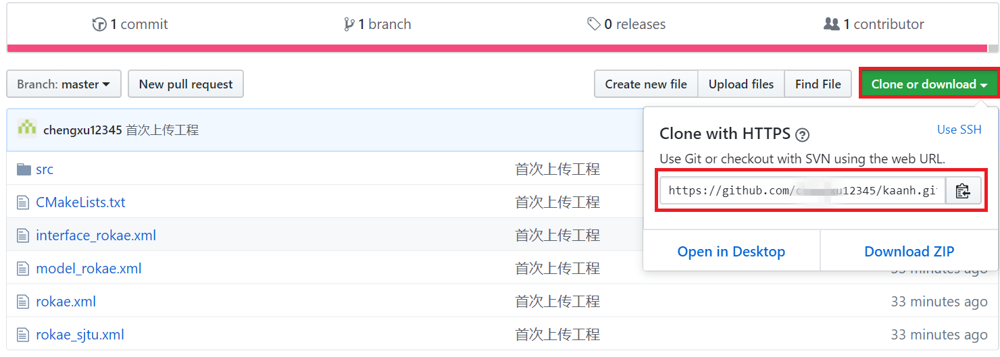 1 commit
1 branch
0 releases
1 contributor
Branch: master
New pull request
Create new file
Upload files
Find File
Clone or download
chengxu12345 首次上传工程
Clone with HTTPS
Use SSH
Use Git or checkout with SVN using the web URL.
https://github.com/c xu12345/kaanh.git
Open in Desktop
Download ZIP
src 首次上传工程
CMakeLists.txt 首次上传工程
interface_rokae.xml 首次上传工程
model_rokae.xml 首次上传工程 33 minutes ago
rokae.xml 首次上传工程 33 minutes ago
rokae_sjtu.xml 首次上传工程 33 minutes ago